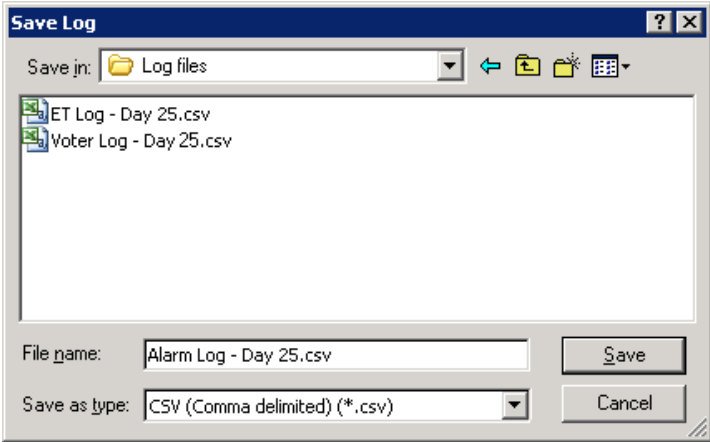 Save Log
Save in: Log files
ET Log - Day 25.csv
Voter Log - Day 25.csv
File name: Alarm Log - Day 25.csv Save
Save as type: CSV (Comma delimited) (*.csv) Cancel